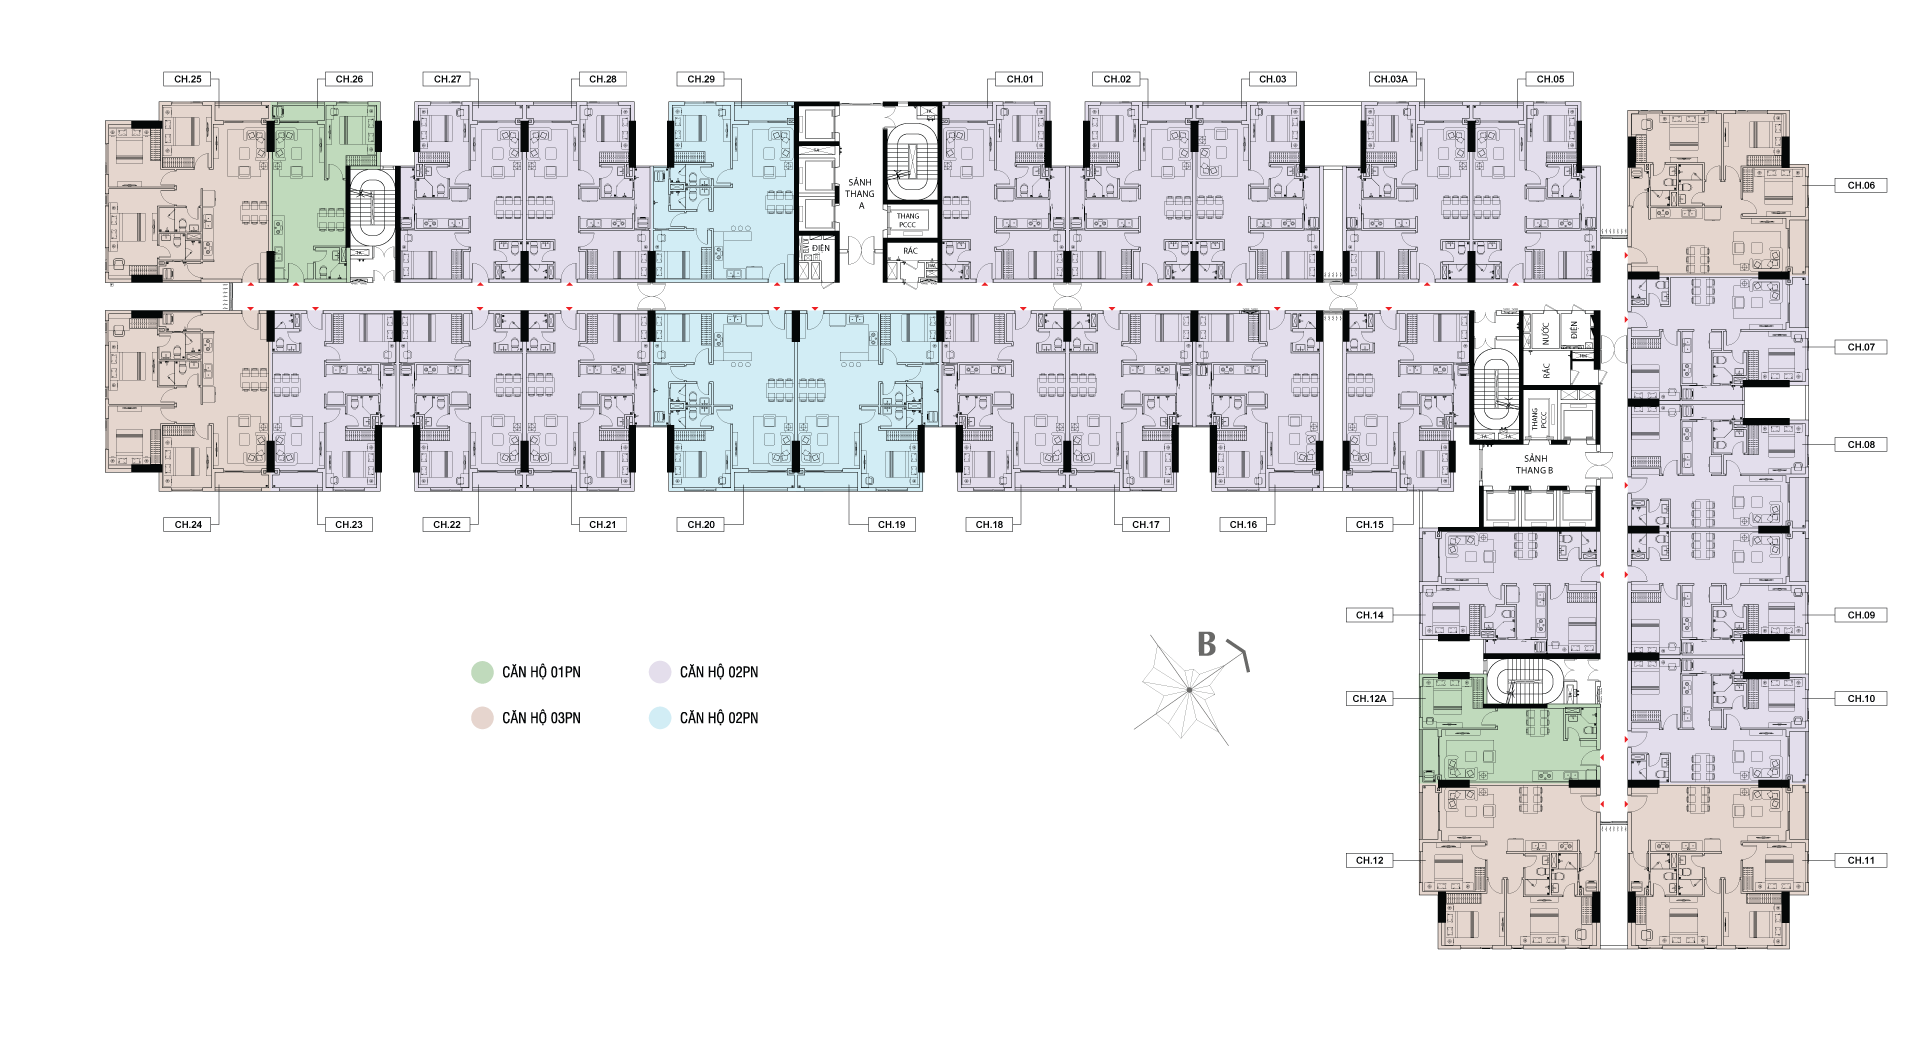 CH.25
CH.26
CH.27
CH.28
CH.29
CH.01
CH.02
CH.03
CH.03A
CH.05
SẢNH
THANG
A
THANG
PCCC
RÁC
ĐIỆN
CH.06
CH.07
CH.08
CH.09
CH.10
CH.11
NƯỚC
ĐIỆN
RÁC
THANG
PCCC
SẢNH
THANG B
CH.24
CH.23
CH.22
CH.21
CH.20
CH.19
CH.18
CH.17
CH.16
CH.15
CH.14
CH.12A
CH.12
B
CĂN HỘ 01PN
CĂN HỘ 02PN
CĂN HỘ 03PN
CĂN HỘ 02PN